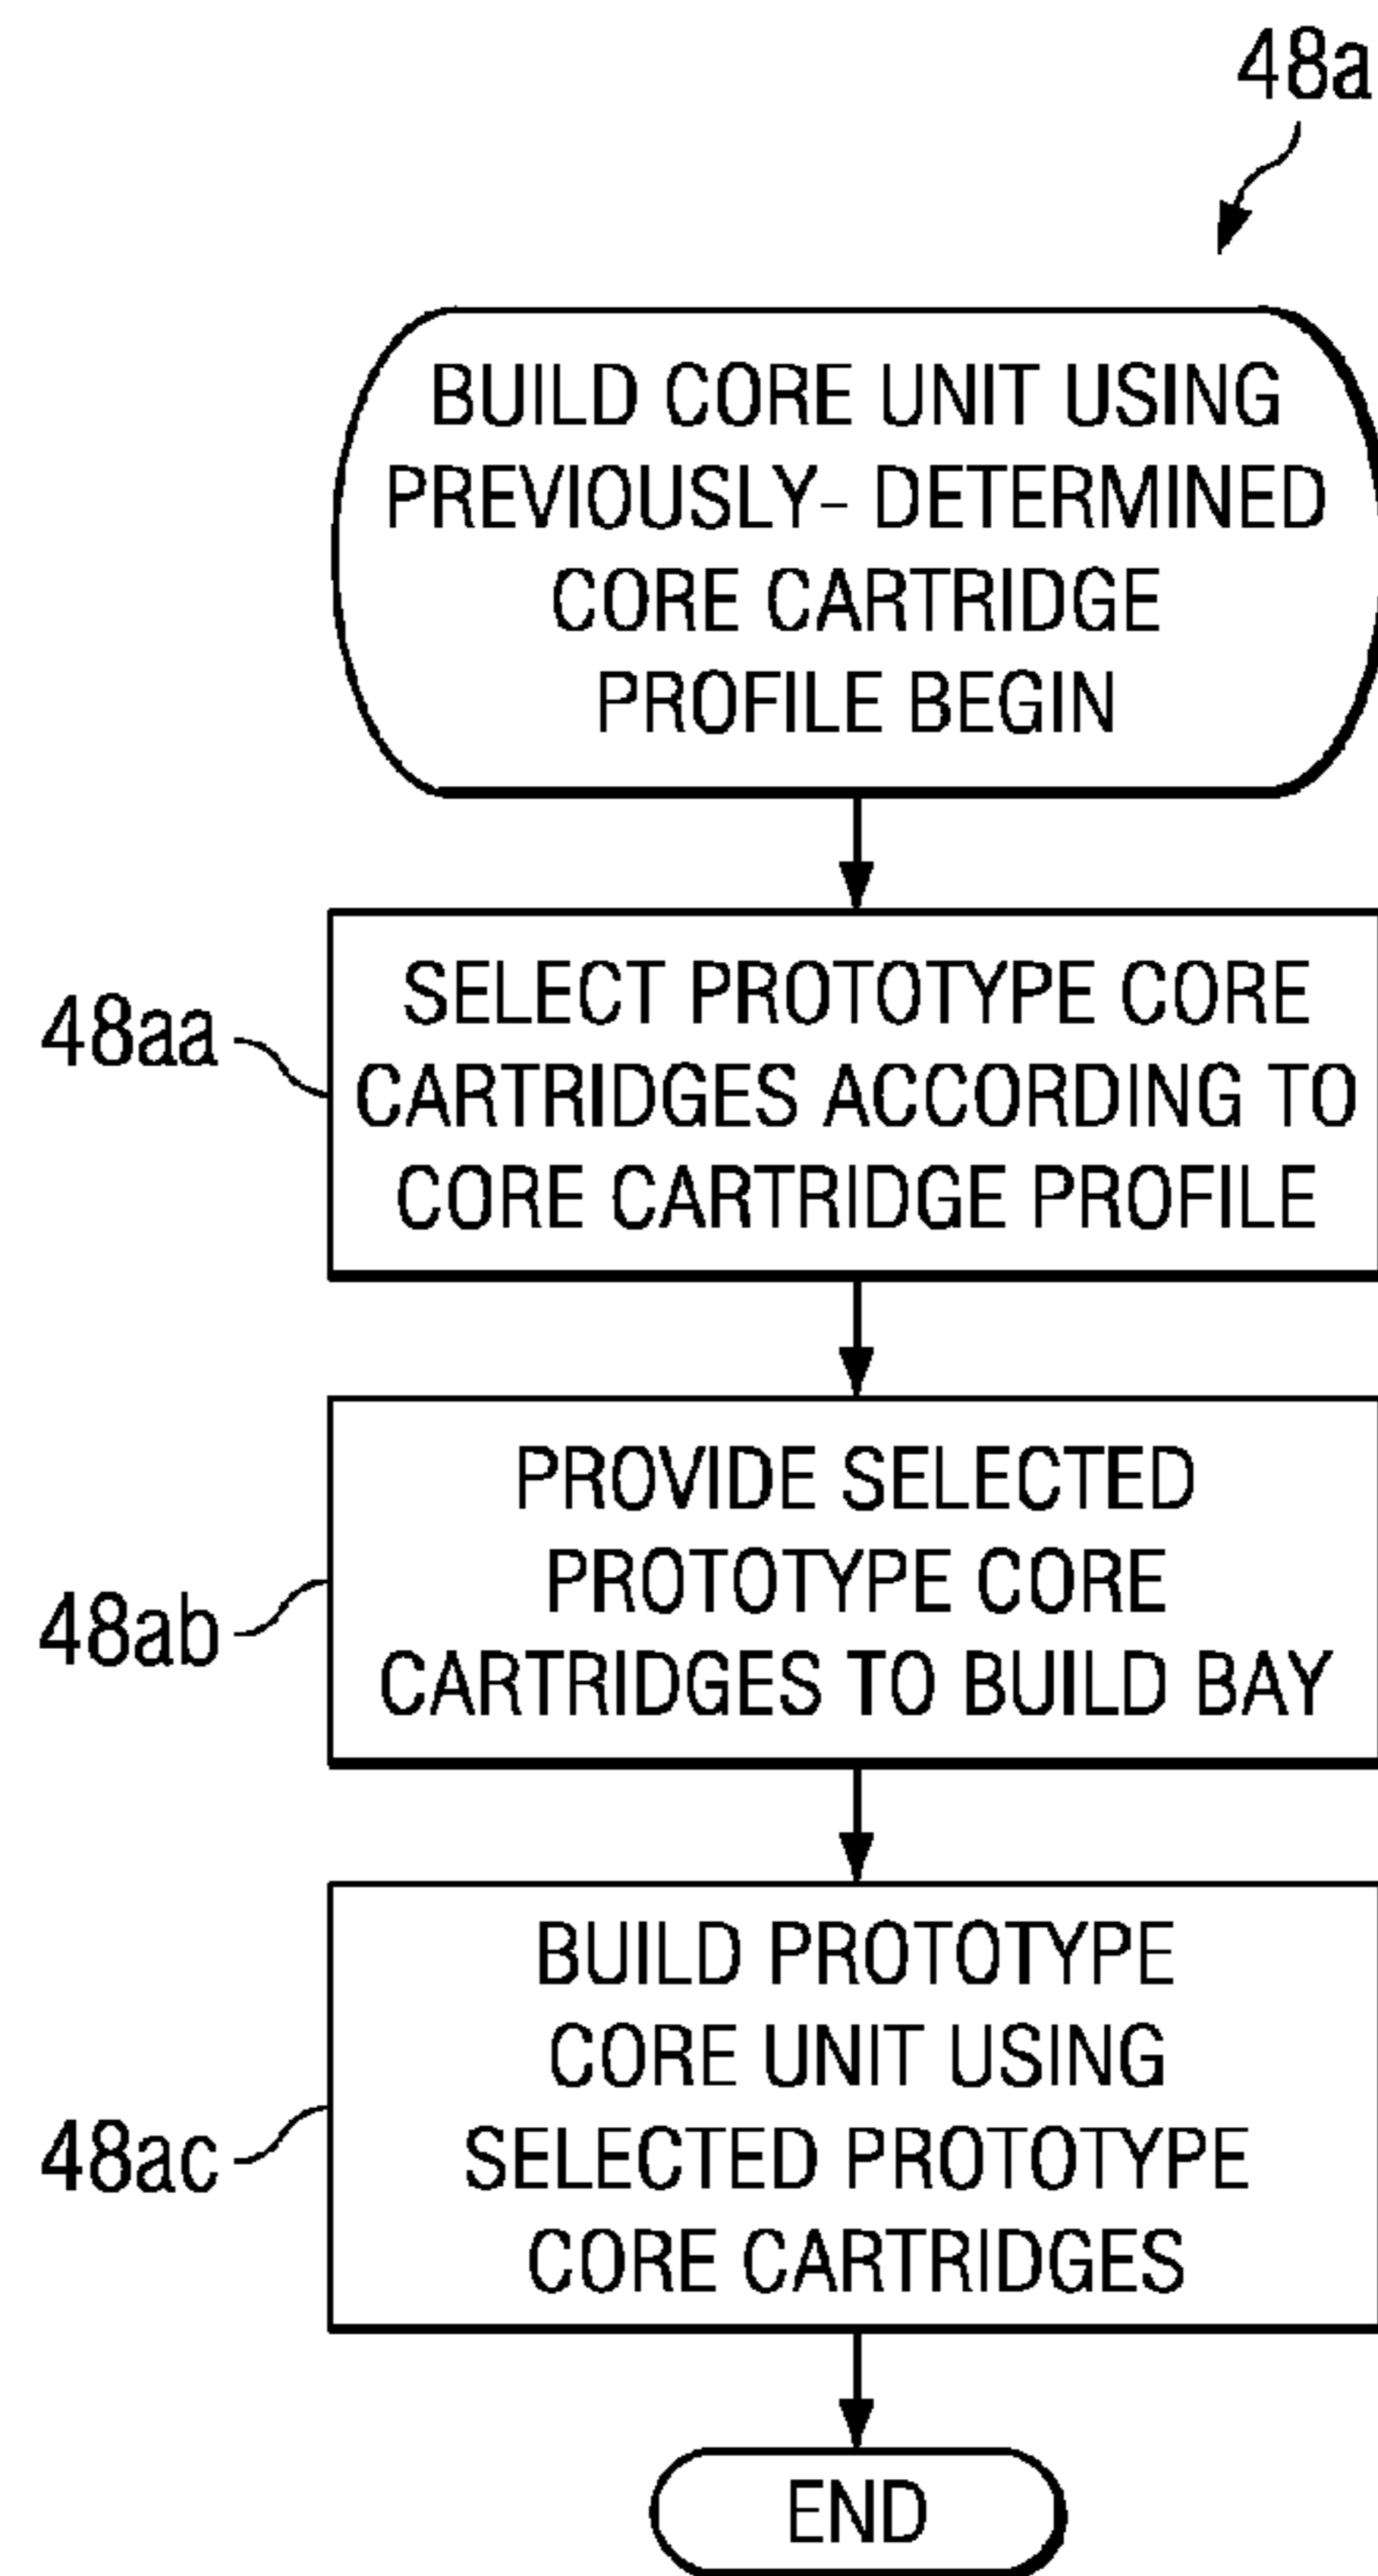 48a
BUILD CORE UNIT USING
PREVIOUSLY- DETERMINED
CORE CARTRIDGE
PROFILE BEGIN
48aa
SELECT PROTOTYPE CORE
CARTRIDGES ACCORDING TO
CORE CARTRIDGE PROFILE
48ab
PROVIDE SELECTED
PROTOTYPE CORE
CARTRIDGES TO BUILD BAY
48ac
BUILD PROTOTYPE
CORE UNIT USING
SELECTED PROTOTYPE
CORE CARTRIDGES
END